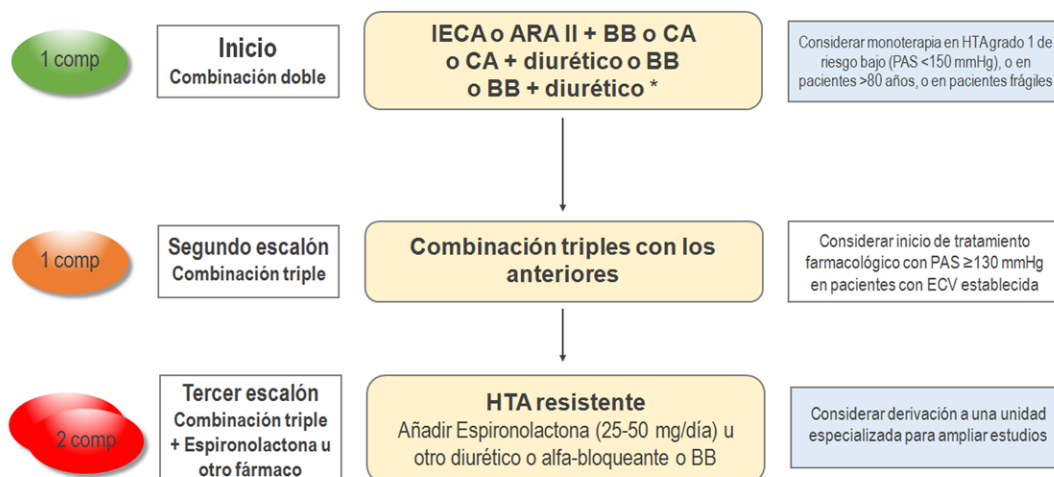 1 comp
Inicio
Combinación doble
IECA o ARA II + BB o CA
o CA + diurético o BB
o BB + diurético *
Considerar monoterapia en HTA grado 1 de
riesgo bajo (PAS <150 mmHg), o en
pacientes >80 años, o en pacientes frágiles
1 comp
Segundo escalón
Combinación triple
Combinación triples con los
anteriores
Considerar inicio de tratamiento
farmacológico con PAS ≥130 mmHg
en pacientes con ECV establecida
2 comp
Tercer escalón
Combinación triple
+ Espironolactona u
otro fármaco
HTA resistente
Añadir Espironolactona (25-50 mg/día) u
otro diurético o alfa-bloqueante o BB
Considerar derivación a una unidad
especializada para ampliar estudios